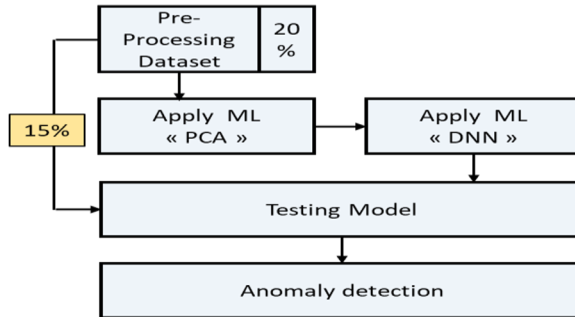 Pre-
Processing
Dataset
20
%
15%
Apply ML
« PCA »
Apply ML
« DNN »
Testing Model
Anomaly detection